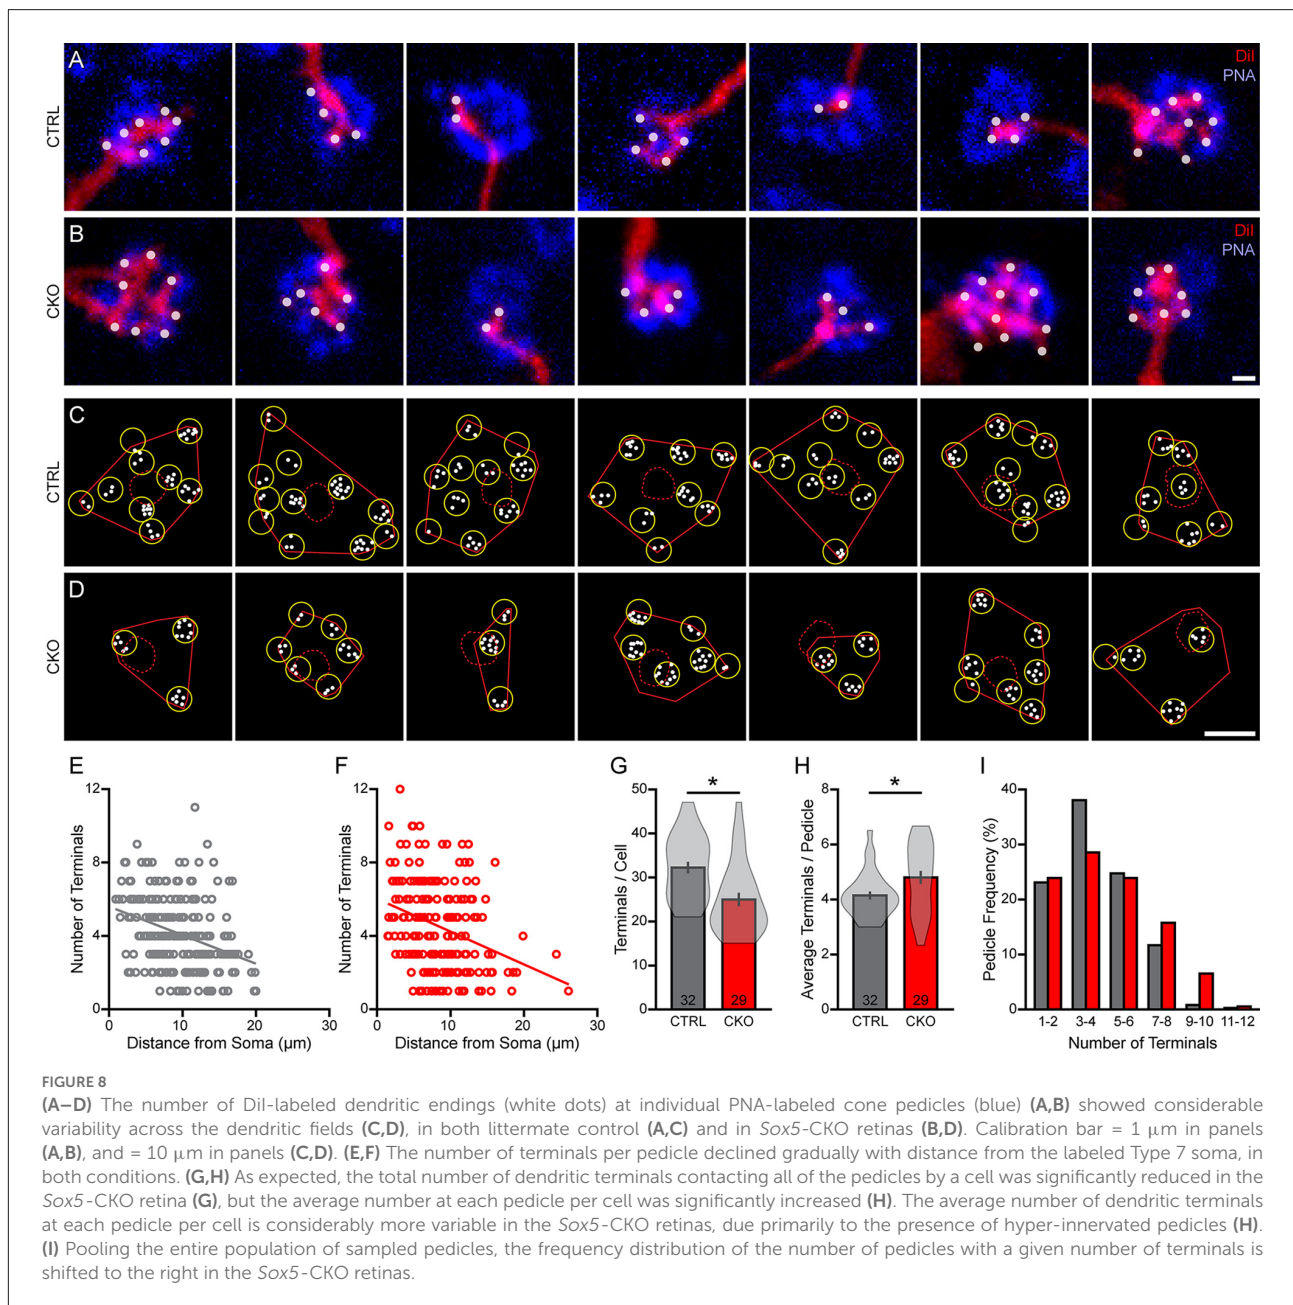 A
CTRL
DiI
PNA
B
CKO
DiI
PNA
C
CTRL
D
CKO
E
Number of Terminals
12
8
4
0
0 10 20 30
Distance from Soma (µm)
F
Number of Terminals
12
8
4
0
0 10 20 30
Distance from Soma (µm)
G
Terminals / Cell
50
40
30
20
10
0
*
32 29
CTRL CKO
H
Average Terminals / Pedicle
8
6
4
2
0
*
32 29
CTRL CKO
I
Pedicle Frequency (%)
40
30
20
10
0
1-2 3-4 5-6 7-8 9-10 11-12
Number of Terminals
FIGURE 8
(A–D) The number of DiI-labeled dendritic endings (white dots) at individual PNA-labeled cone pedicles (blue) (A,B) showed considerable
variability across the dendritic fields (C,D), in both littermate control (A,C) and in Sox5-CKO retinas (B,D). Calibration bar = 1 µm in panels
(A,B), and = 10 µm in panels (C,D). (E,F) The number of terminals per pedicle declined gradually with distance from the labeled Type 7 soma, in
both conditions. (G,H) As expected, the total number of dendritic terminals contacting all of the pedicles by a cell was significantly reduced in the
Sox5-CKO retina (G), but the average number at each pedicle per cell was significantly increased (H). The average number of dendritic terminals
at each pedicle per cell is considerably more variable in the Sox5-CKO retinas, due primarily to the presence of hyper-innervated pedicles (H).
(I) Pooling the entire population of sampled pedicles, the frequency distribution of the number of pedicles with a given number of terminals is
shifted to the right in the Sox5-CKO retinas.